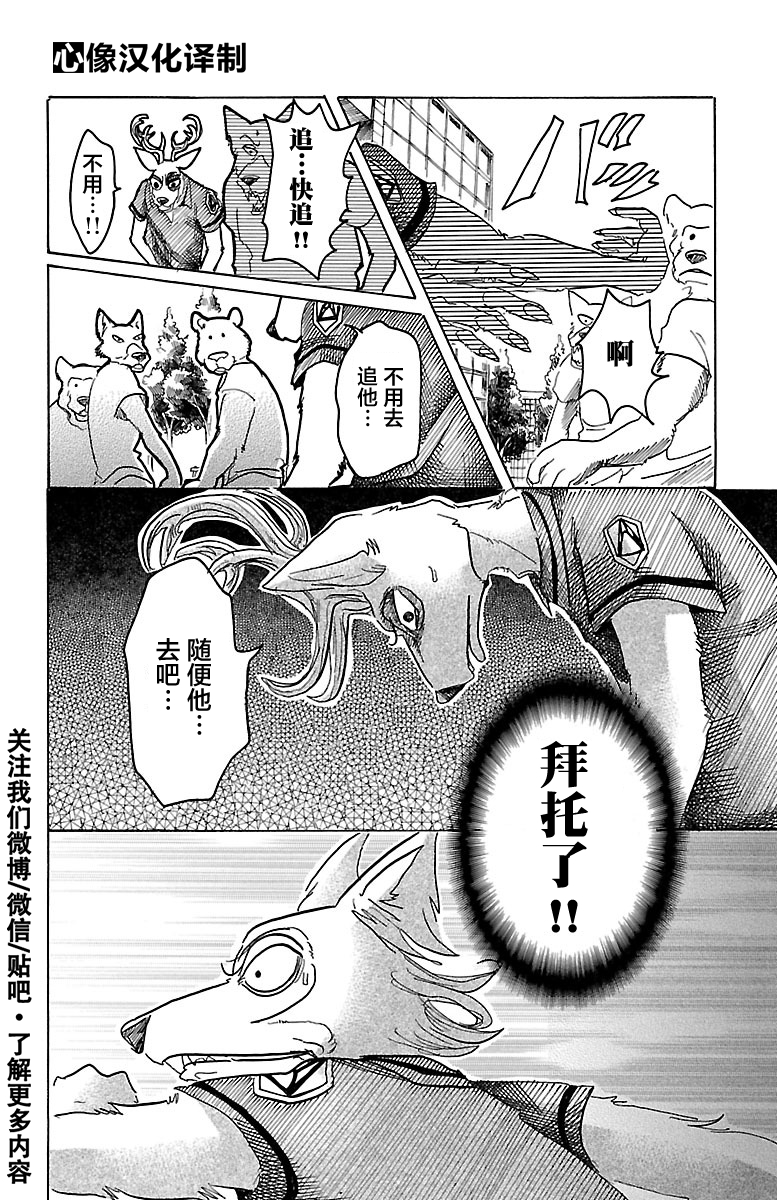 心像汉化译制
啊
追…快追!!
不用…!!
不用去
追他…
随便他…
去吧…
拜托了!!
关注我们微博/微信/贴吧·了解更多内容